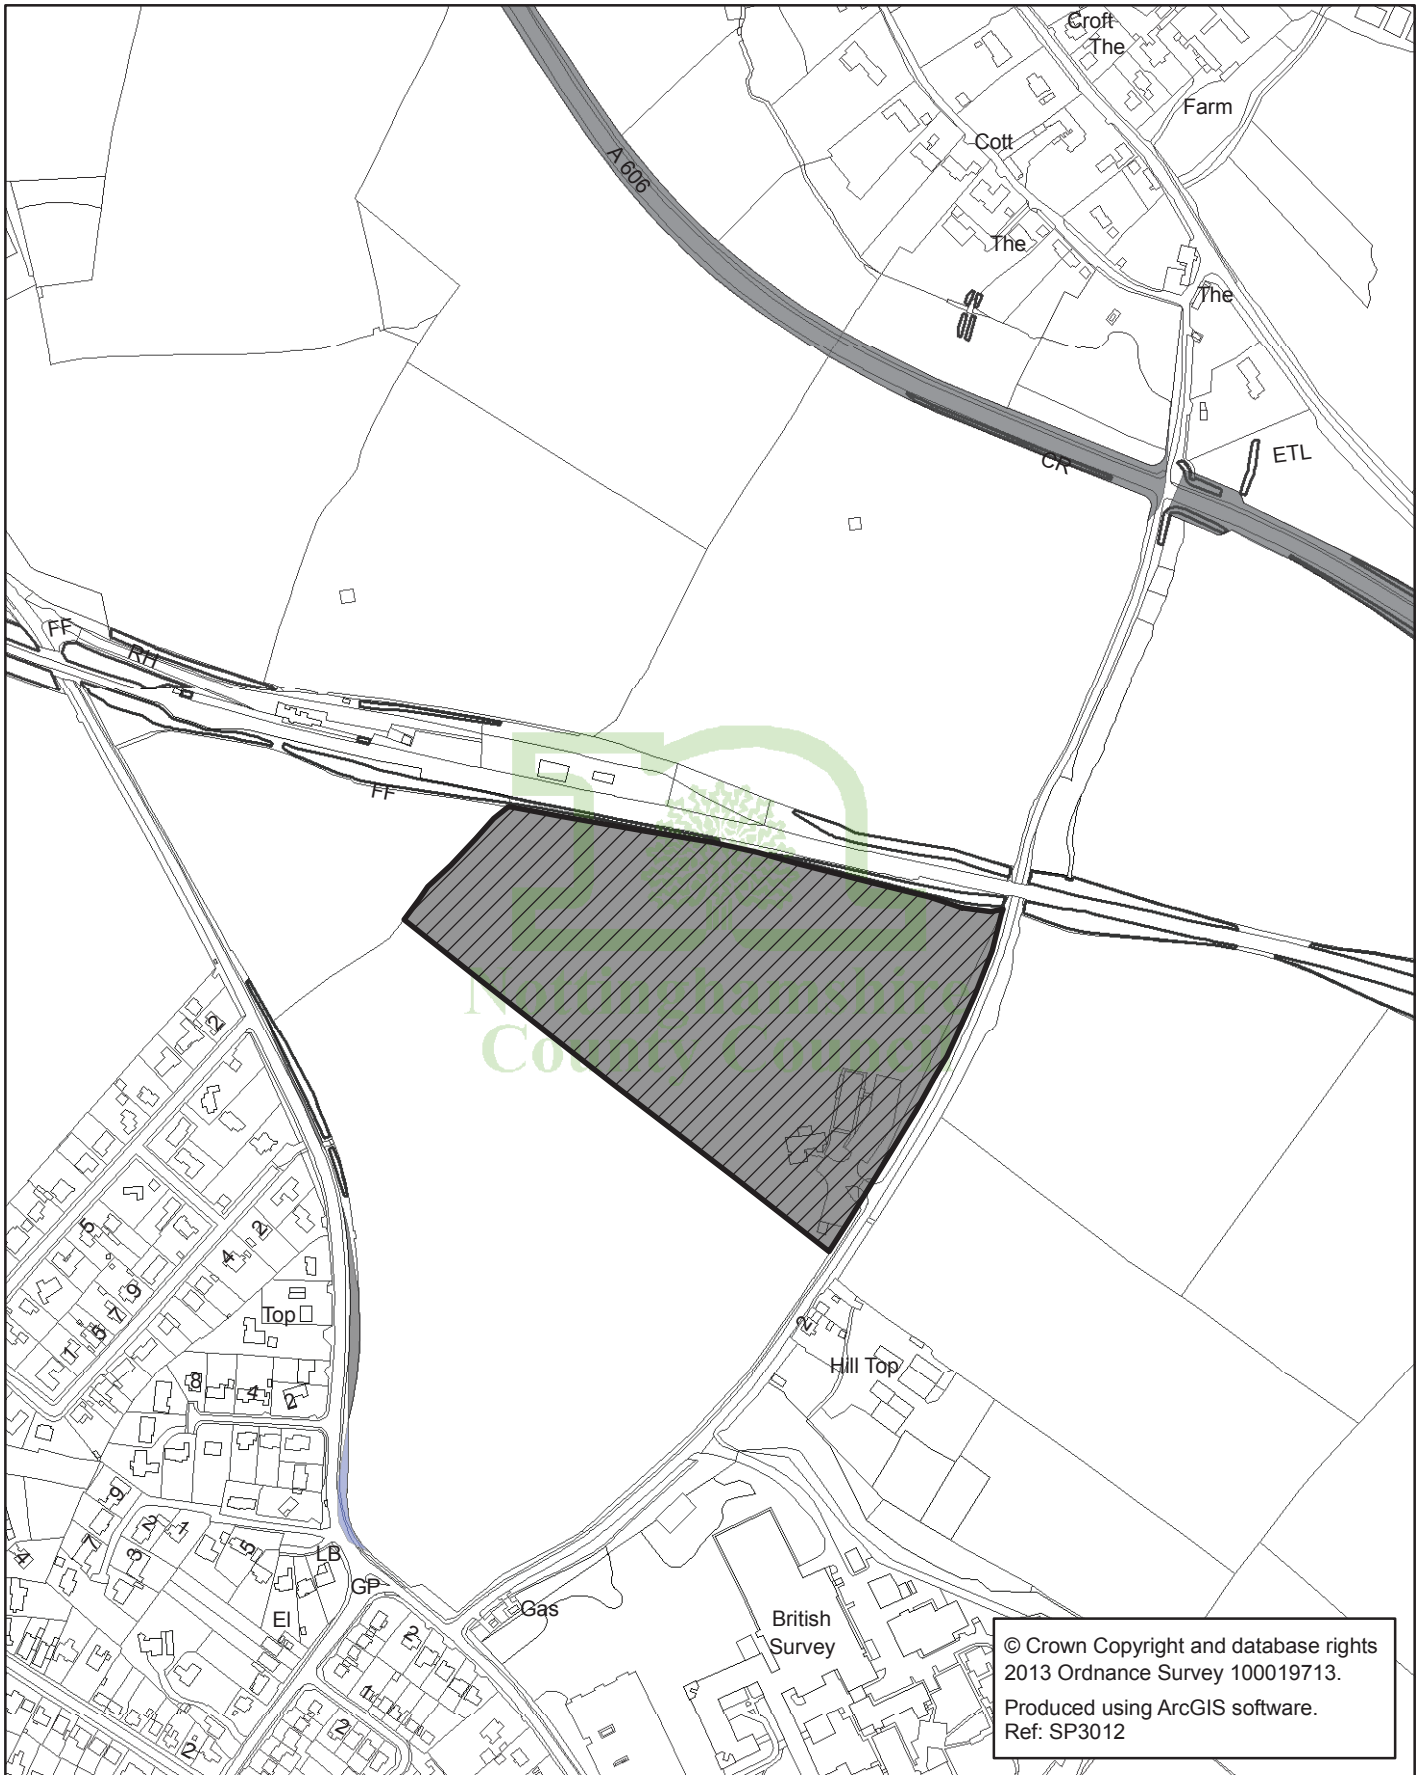 Croft
The
Farm
A 606
Cott
The
The
CR
ETL
FF
RH
FF
Nottinghamshire
County Council
2
5
2
4
9
7
5
1
Top
2
Hill Top
8
4
2
9
2
1
7
3
5
4
LB
GP
El
Gas
2
1
2
2
British
Survey
© Crown Copyright and database rights
2013 Ordnance Survey 100019713.
Produced using ArcGIS software.
Ref: SP3012